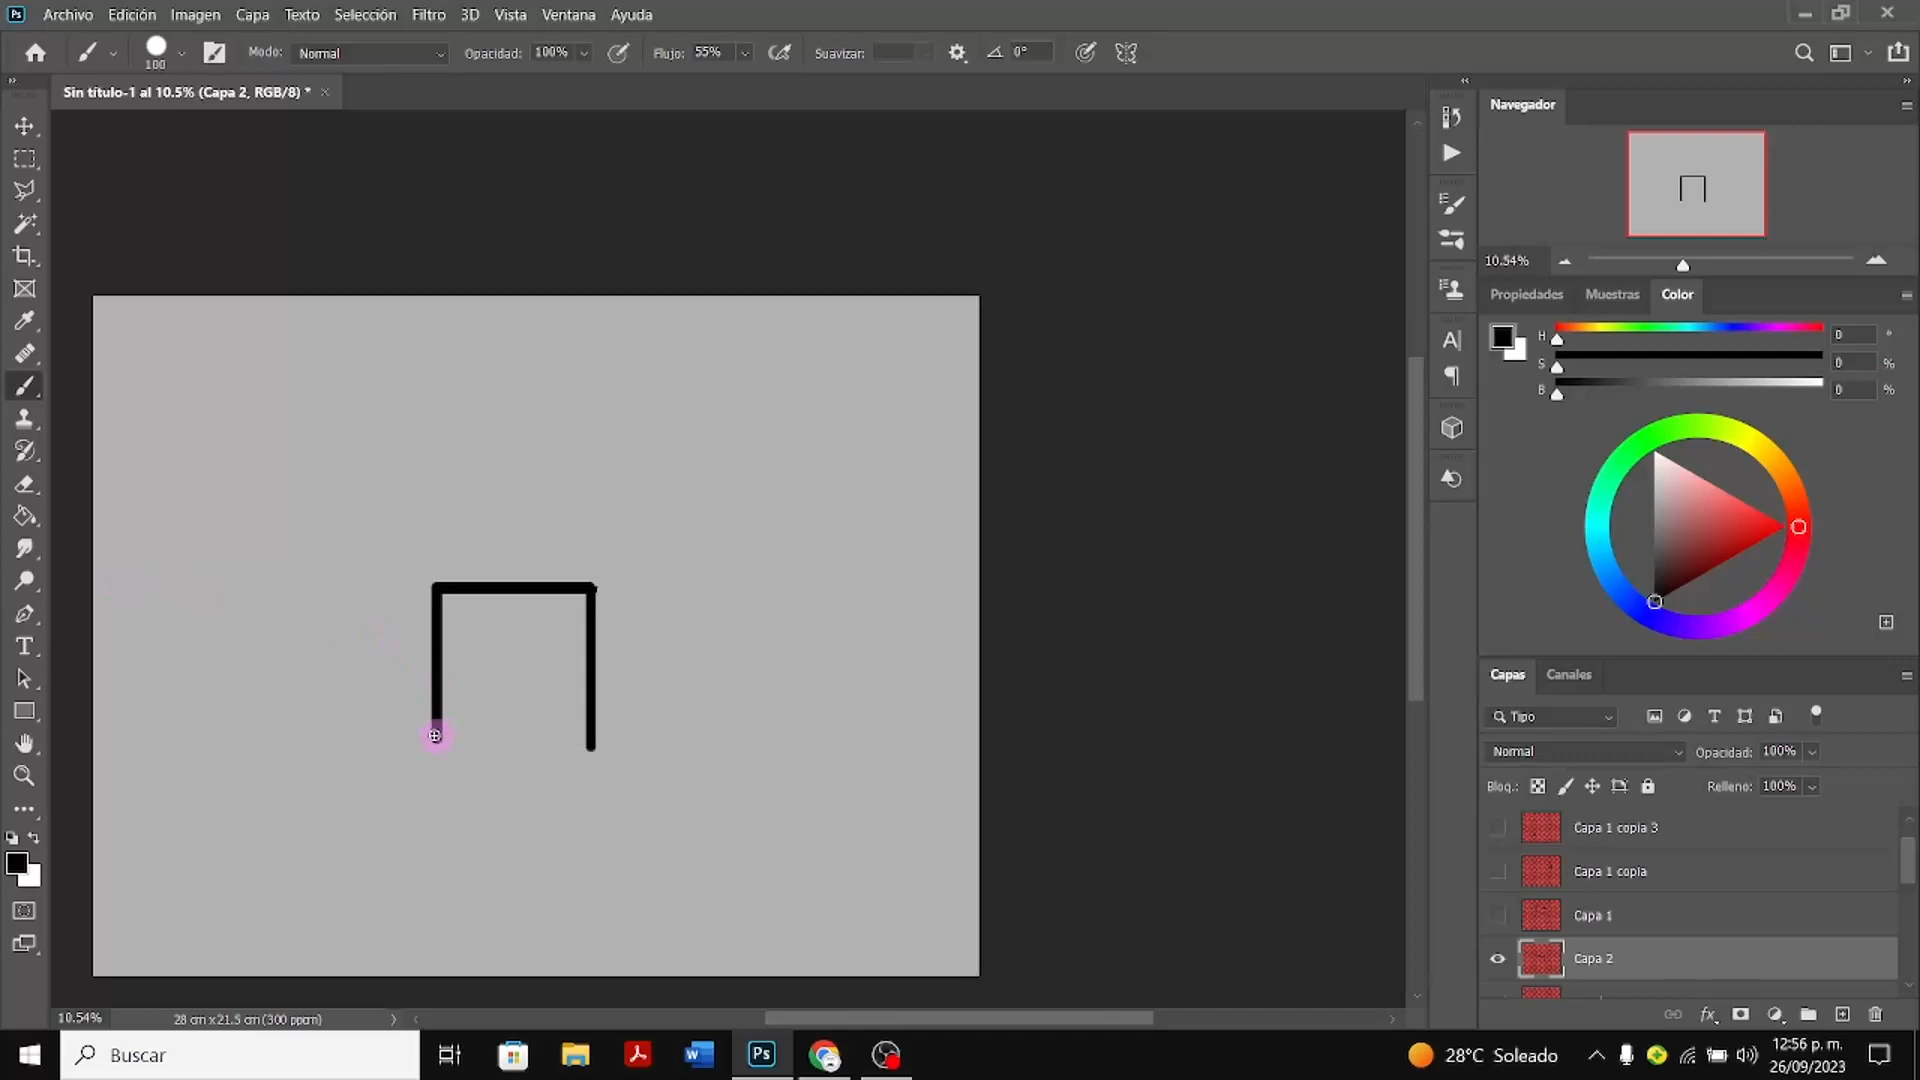 Ps Archivo Edición Imagen Capa Texto Selección Filtro 3D Vista Ventana Ayuda
100 Modo: Normal Opacidad: 100% Flujo: 55% Suavizar: 0°
Sin título-1 al 10.5% (Capa 2, RGB/8) *
Navegador
10.54%
Propiedades Muestras Color
H 0 °
S 0 %
B 0 %
Capas Canales
Tipo
Normal Opacidad: 100%
Bloq.: Relleno: 100%
Capa 1 copia 3
Capa 1 copia
Capa 1
Capa 2
10.54% 28 cm x 21.5 cm (300 ppcm)
Buscar
Ps
28°C Soleado
12:56 p. m.
26/09/2023